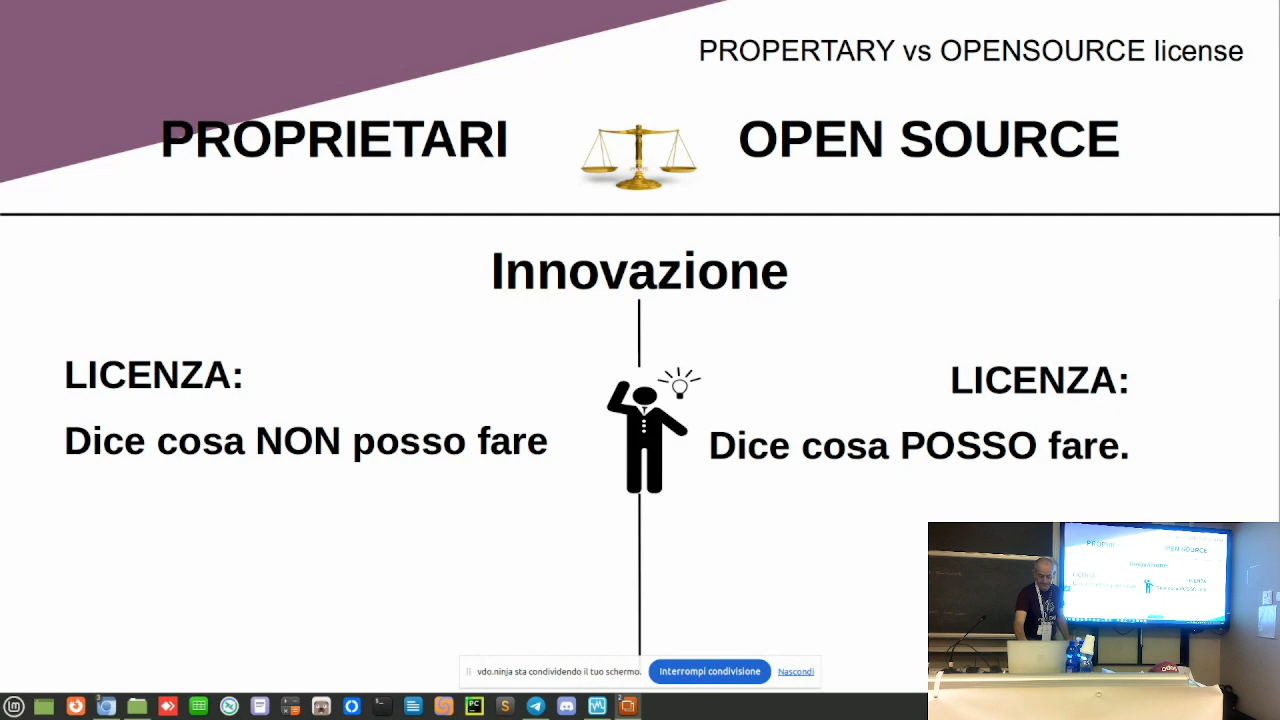 PROPERTARY vs OPENSOURCE license
PROPRIETARI
OPEN SOURCE
Innovazione
LICENZA:
Dice cosa NON posso fare
LICENZA:
Dice cosa POSSO fare.
vdo.ninja sta condividendo il tuo schermo.
Interrompi condivisione
Nascondi